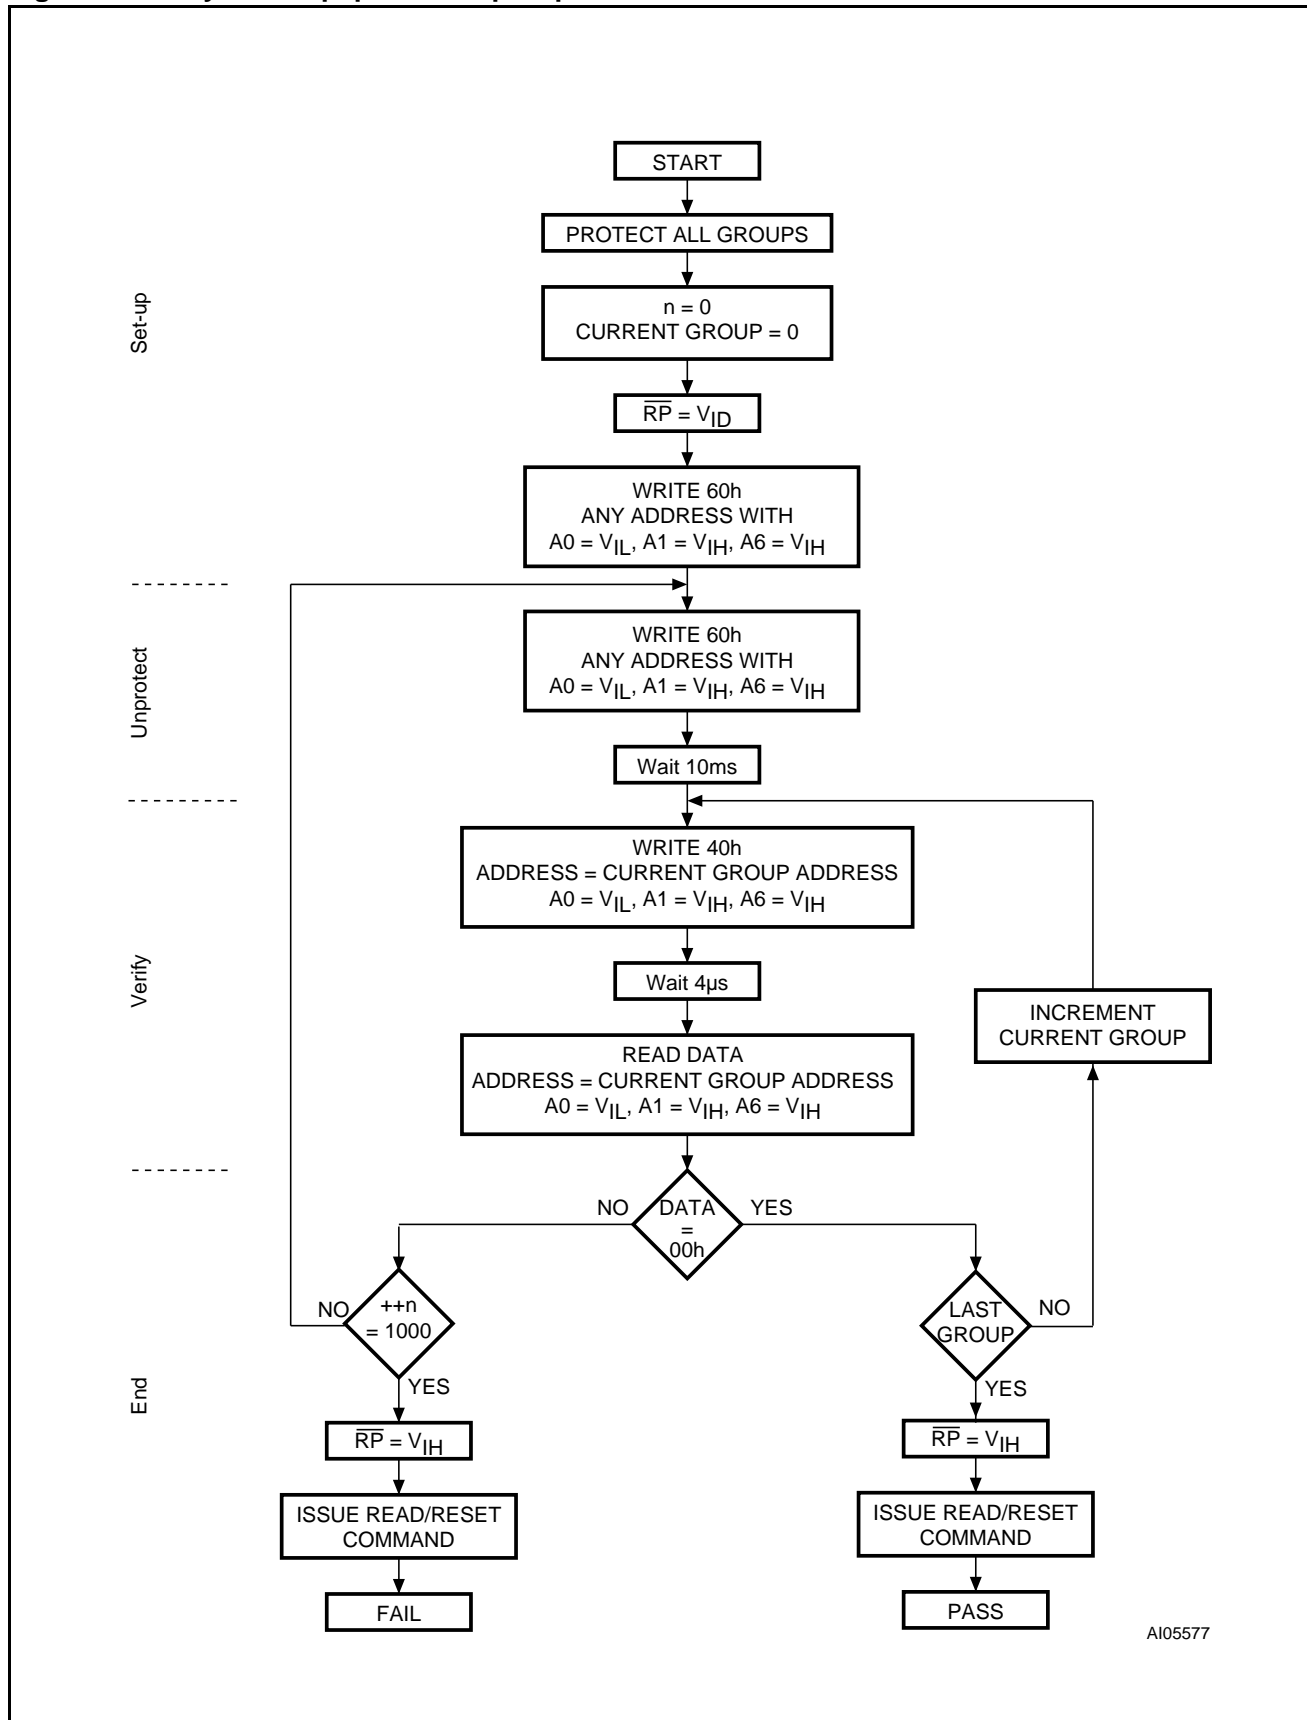 START
PROTECT ALL GROUPS
Set-up
n = 0
CURRENT GROUP = 0
RP = VID
WRITE 60h
ANY ADDRESS WITH
A0 = VIL, A1 = VIH, A6 = VIH
Unprotect
WRITE 60h
ANY ADDRESS WITH
A0 = VIL, A1 = VIH, A6 = VIH
Wait 10ms
Verify
WRITE 40h
ADDRESS = CURRENT GROUP ADDRESS
A0 = VIL, A1 = VIH, A6 = VIH
Wait 4µs
INCREMENT
CURRENT GROUP
READ DATA
ADDRESS = CURRENT GROUP ADDRESS
A0 = VIL, A1 = VIH, A6 = VIH
End
NO
DATA
=
00h
YES
NO
++n
= 1000
LAST
GROUP
NO
YES
YES
RP = VIH
RP = VIH
ISSUE READ/RESET
COMMAND
ISSUE READ/RESET
COMMAND
FAIL
PASS
AI05577